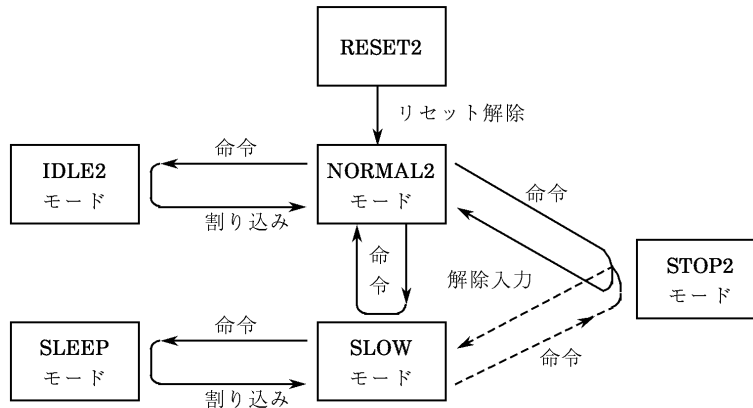 RESET2
リセット解除
IDLE2
モード
命令
割り込み
NORMAL2
モード
命令
命
令
解除入力
STOP2
モード
SLEEP
モード
命令
割り込み
SLOW
モード
命令